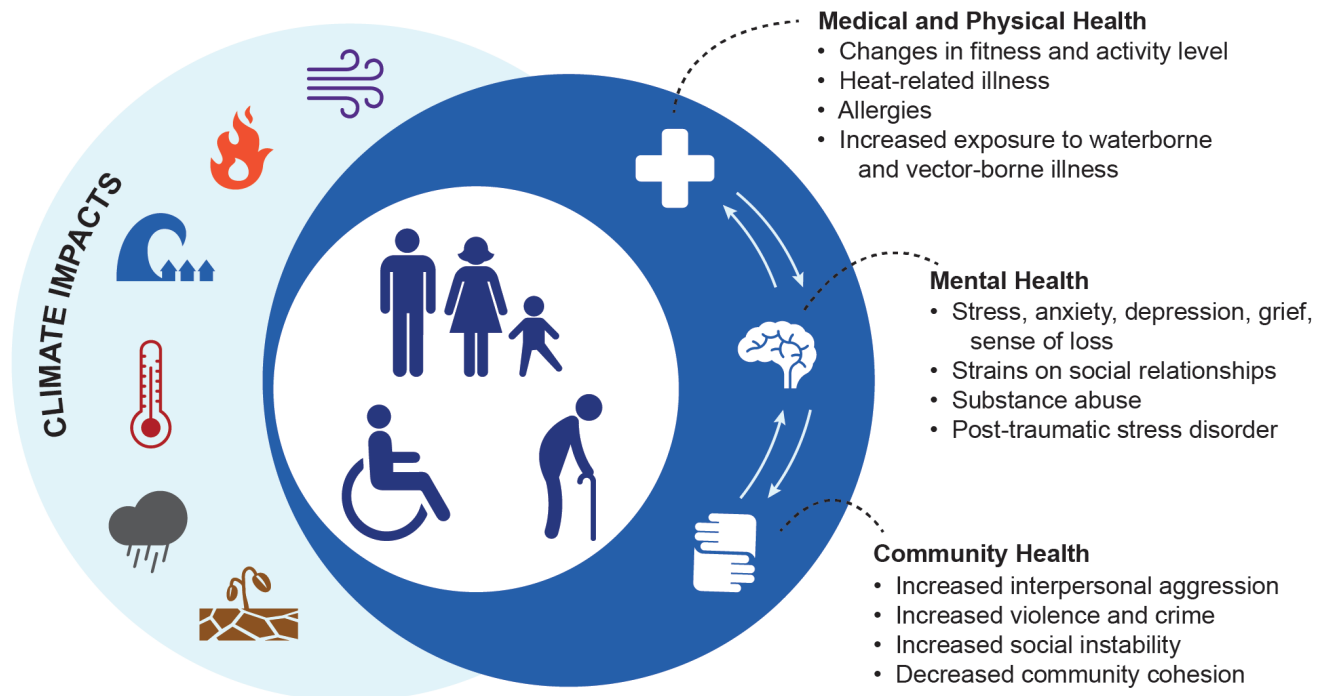 CLIMATE IMPACTS
Medical and Physical Health
• Changes in fitness and activity level
• Heat-related illness
• Allergies
• Increased exposure to waterborne
and vector-borne illness
Mental Health
• Stress, anxiety, depression, grief,
sense of loss
• Strains on social relationships
• Substance abuse
• Post-traumatic stress disorder
Community Health
• Increased interpersonal aggression
• Increased violence and crime
• Increased social instability
• Decreased community cohesion